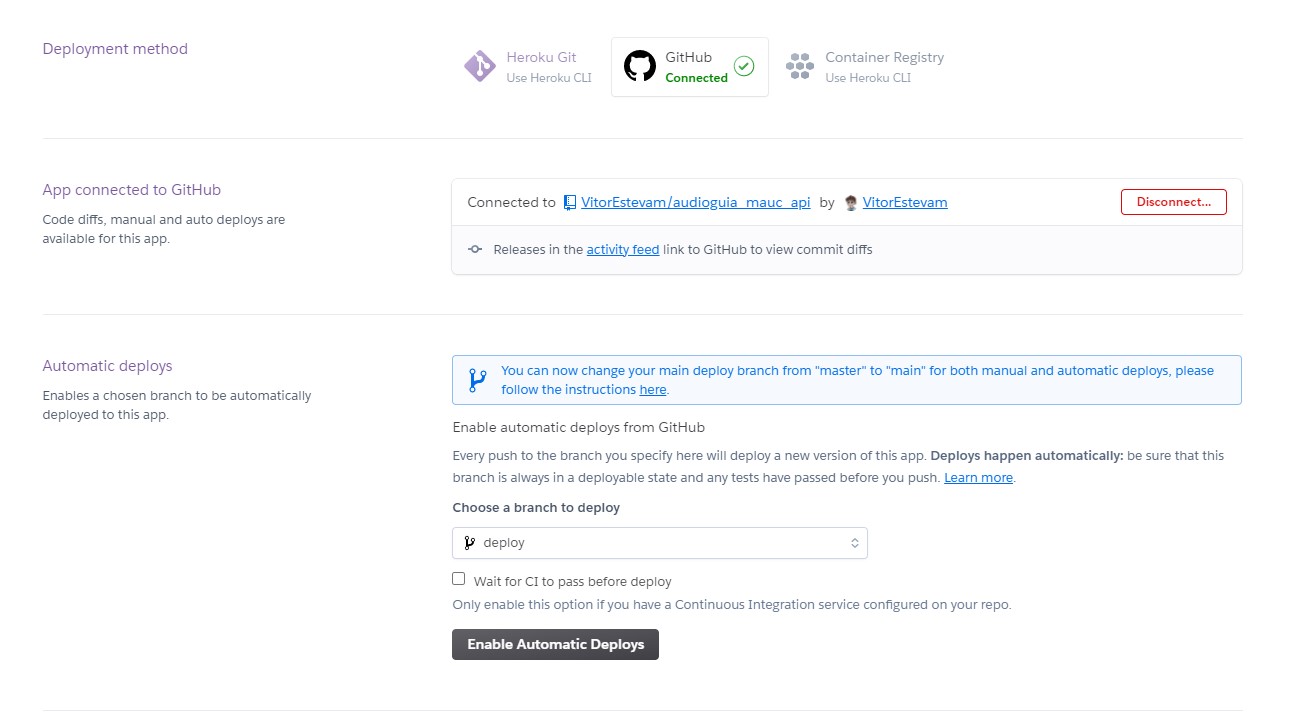 Deployment method
Heroku Git
Use Heroku CLI
GitHub
Connected
Container Registry
Use Heroku CLI
App connected to GitHub
Code diffs, manual and auto deploys are
available for this app.
Connected to VitorEstevam/audioguia_mauc_api by VitorEstevam
Disconnect...
Releases in the activity feed link to GitHub to view commit diffs
Automatic deploys
Enables a chosen branch to be automatically
deployed to this app.
You can now change your main deploy branch from "master" to "main" for both manual and automatic deploys, please
follow the instructions here.
Enable automatic deploys from GitHub
Every push to the branch you specify here will deploy a new version of this app. Deploys happen automatically: be sure that this
branch is always in a deployable state and any tests have passed before you push. Learn more.
Choose a branch to deploy
deploy
Wait for CI to pass before deploy
Only enable this option if you have a Continuous Integration service configured on your repo.
Enable Automatic Deploys